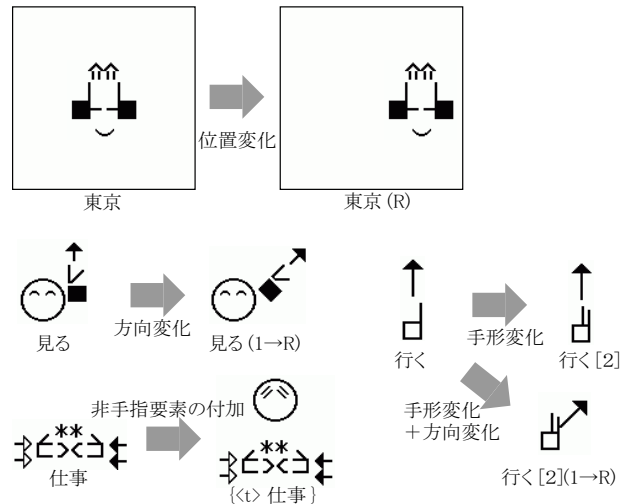 位置変化
東京
東京(R)
見る
方向変化
見る(1→R)
行く
手形変化
行く[2]
非手指要素の付加
手形変化
＋方向変化
仕事
{<t> 仕事}
行く[2](1→R)